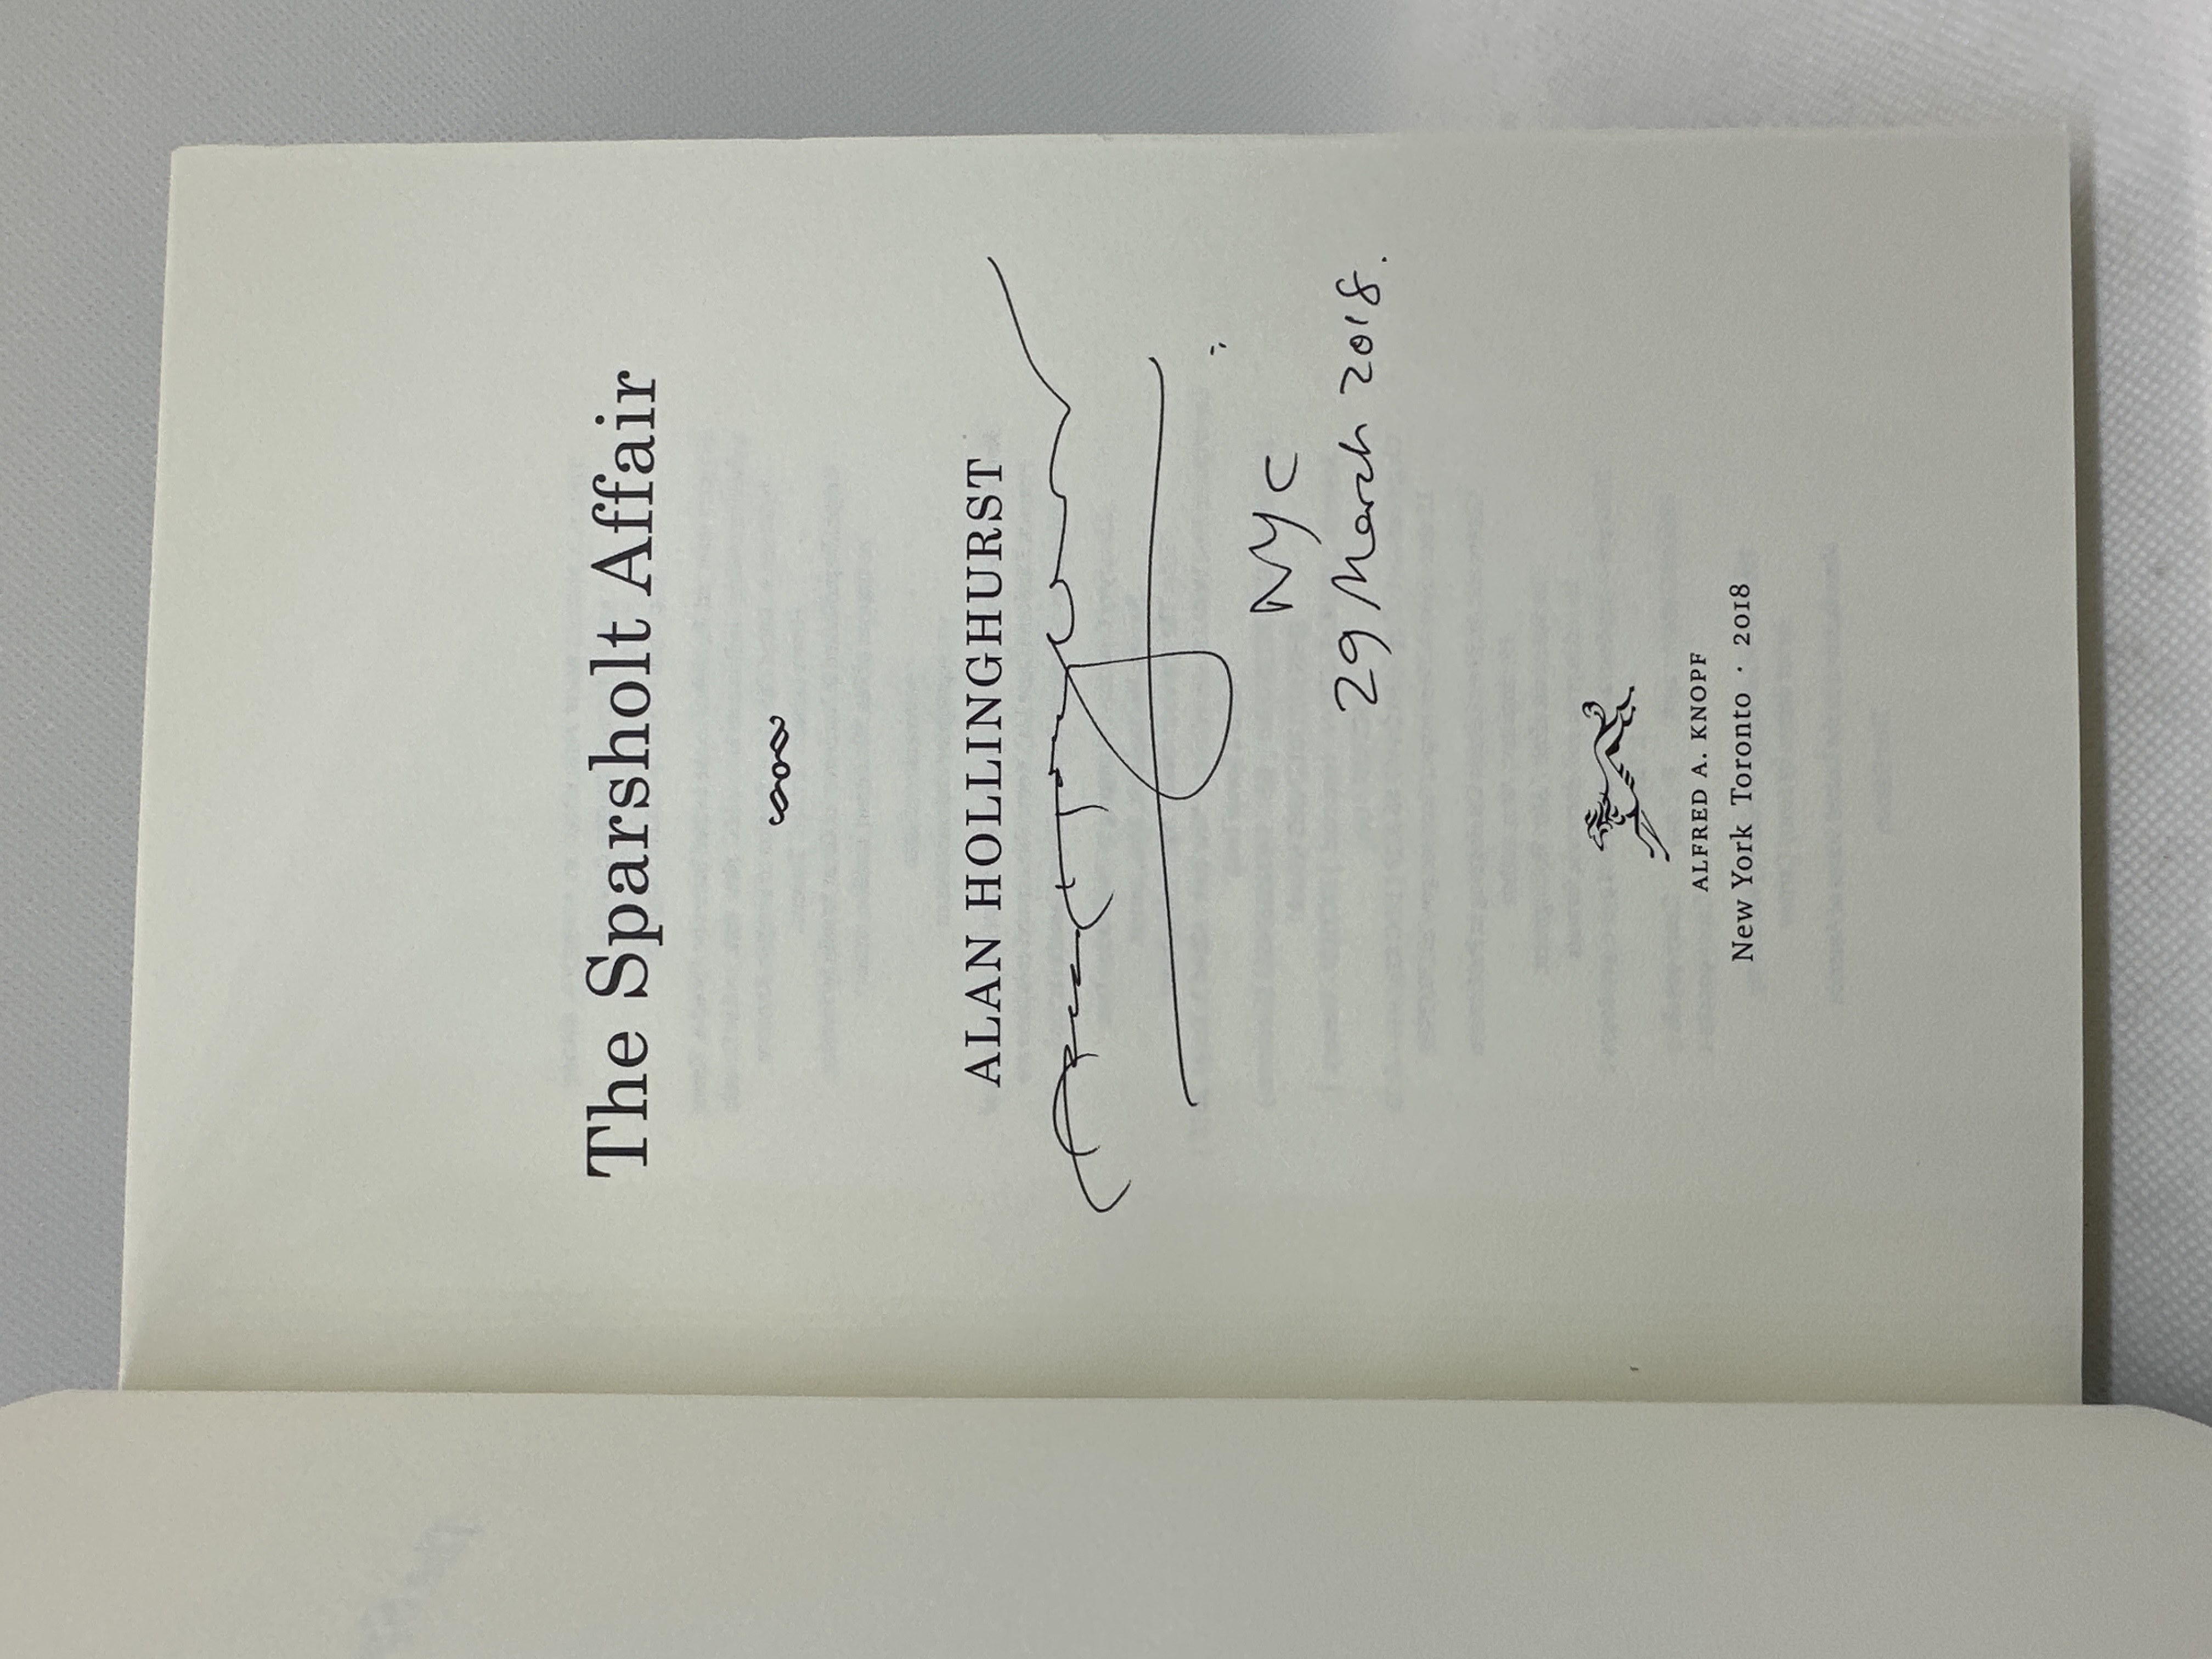 The Sparsholt Affair
ALAN HOLLINGHURST
NYC
29 March 2018.
ALFRED A. KNOPF
New York Toronto · 2018